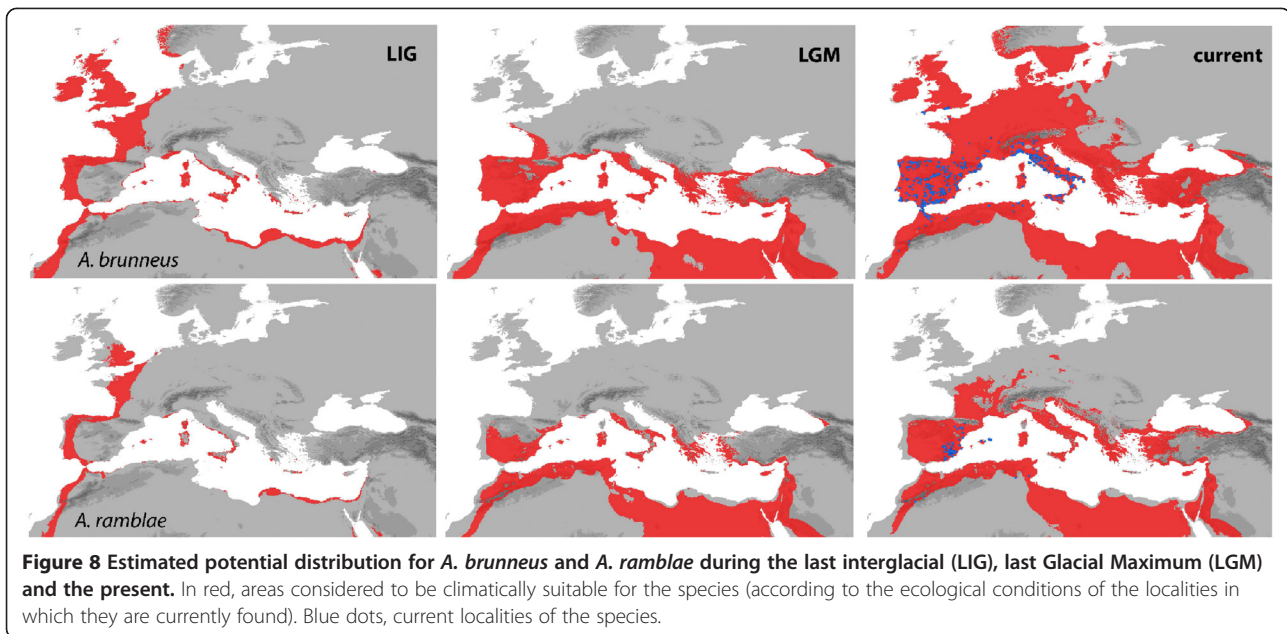 LIG
LGM
current
A. brunneus
A. ramblae
Figure 8 Estimated potential distribution for A. brunneus and A. ramblae during the last interglacial (LIG), last Glacial Maximum (LGM)
and the present. In red, areas considered to be climatically suitable for the species (according to the ecological conditions of the localities in
which they are currently found). Blue dots, current localities of the species.